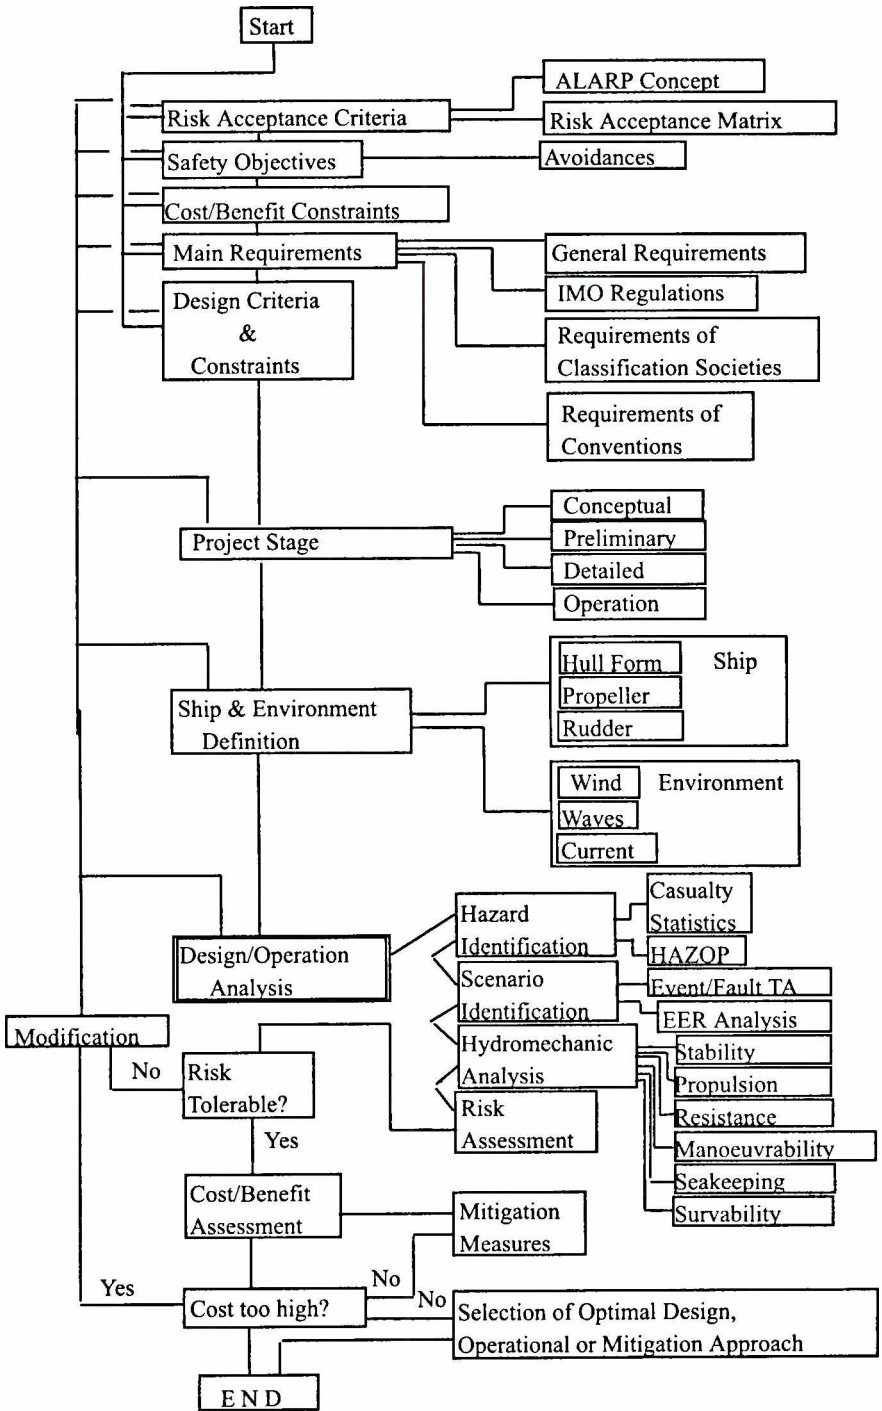 Start
ALARP Concept
Risk Acceptance Criteria
Risk Acceptance Matrix
Safety Objectives
Avoidances
Cost/Benefit Constraints
Main Requirements
General Requirements
IMO Regulations
Design Criteria
&
Constraints
Requirements of
Classification Societies
Requirements of
Conventions
Project Stage
Conceptual
Preliminary
Detailed
Operation
Ship & Environment
Definition
Hull Form
Ship
Propeller
Rudder
Wind
Environment
Waves
Current
Design/Operation
Analysis
Hazard
Identification
Casualty
Statistics
HAZOP
Scenario
Identification
Event/Fault TA
EER Analysis
Hydromechanic
Analysis
Stability
Propulsion
Resistance
Manoeuvrability
Seakeeping
Survability
Risk
Assessment
Modification
No
Risk
Tolerable?
Yes
Cost/Benefit
Assessment
Mitigation
Measures
Yes
No
Cost too high?
No
Selection of Optimal Design,
Operational or Mitigation Approach
E N D